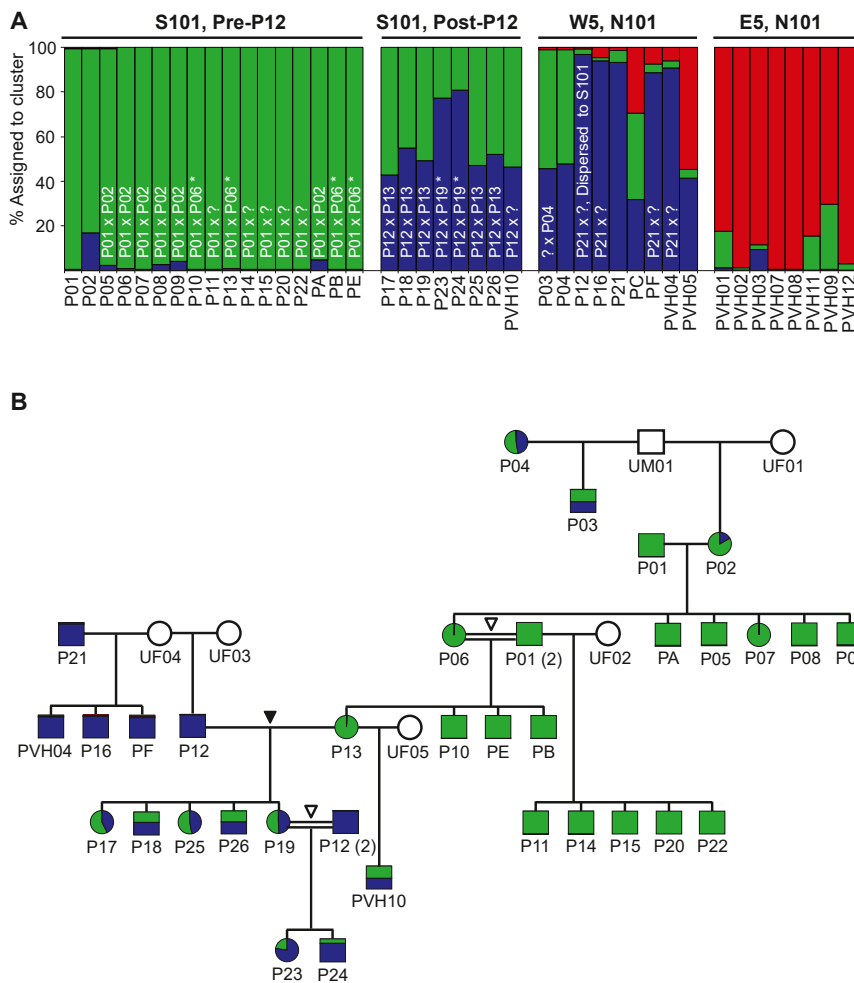 A
S101, Pre-P12
S101, Post-P12
W5, N101
E5, N101
% Assigned to cluster
100
80
60
40
20
P01 x P02
P01 x P02
P01 x P02
P01 x P02
P01 x P02
P01 x P06 *
P01 x ?
P01 x P06 *
P01 x ?
P01 x ?
P01 x ?
P01 x ?
P01 x P02
P01 x P06 *
P01 x P06 *
P12 x P13
P12 x P13
P12 x P13
P12 x P19 *
P12 x P19 *
P12 x P13
P12 x P13
P12 x ?
? x P04
P21 x ?, Dispersed to S101
P21 x ?
P21 x ?
P21 x ?
P01
P02
P05
P06
P07
P08
P09
P10
P11
P13
P14
P15
P20
P22
PA
PB
PE
P17
P18
P19
P23
P24
P25
P26
PVH10
P03
P04
P12
P16
P21
PC
PF
PVH04
PVH05
PVH01
PVH02
PVH03
PVH07
PVH08
PVH11
PVH09
PVH12
B
P04
UM01
UF01
P03
P01
P02
P21
UF04
UF03
P06
P01 (2)
UF02
PA
P05
P07
P08
P0
PVH04
P16
PF
P12
P13
UF05
P10
PE
PB
P17
P18
P25
P26
P19
P12 (2)
P11
P14
P15
P20
P22
PVH10
P23
P24